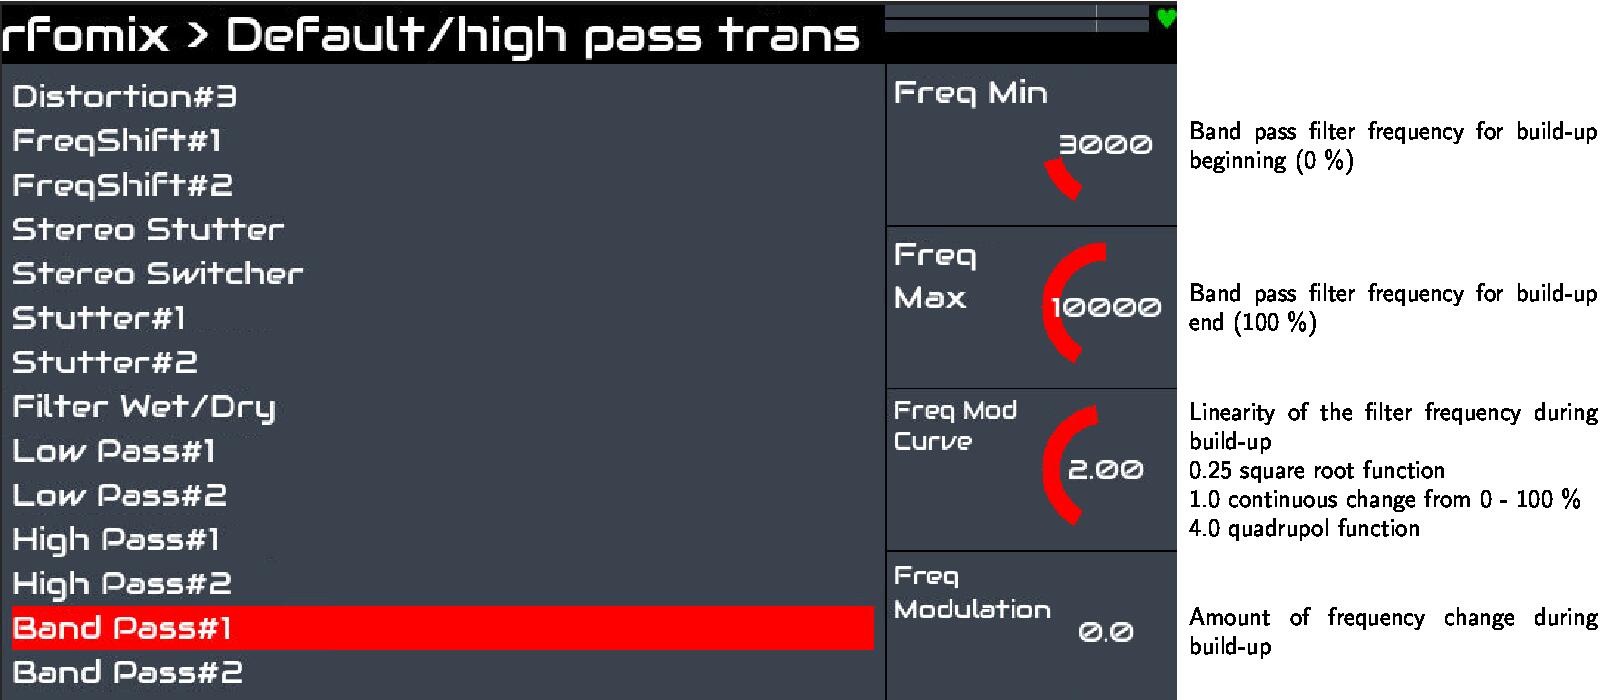 rfomix > Default/high pass trans
Distortion#3
FreqShift#1
FreqShift#2
Stereo Stutter
Stereo Switcher
Stutter#1
Stutter#2
Filter Wet/Dry
Low Pass#1
Low Pass#2
High Pass#1
High Pass#2
Band Pass#1
Band Pass#2
Freq Min
3000
Band pass filter frequency for build-up
beginning (0 %)
Freq
Max
10000
Band pass filter frequency for build-up
end (100 %)
Freq Mod
Curve
2.00
Linearity of the filter frequency during
build-up
0.25 square root function
1.0 continuous change from 0 - 100 %
4.0 quadrupol function
Freq
Modulation
0.0
Amount of frequency change during
build-up